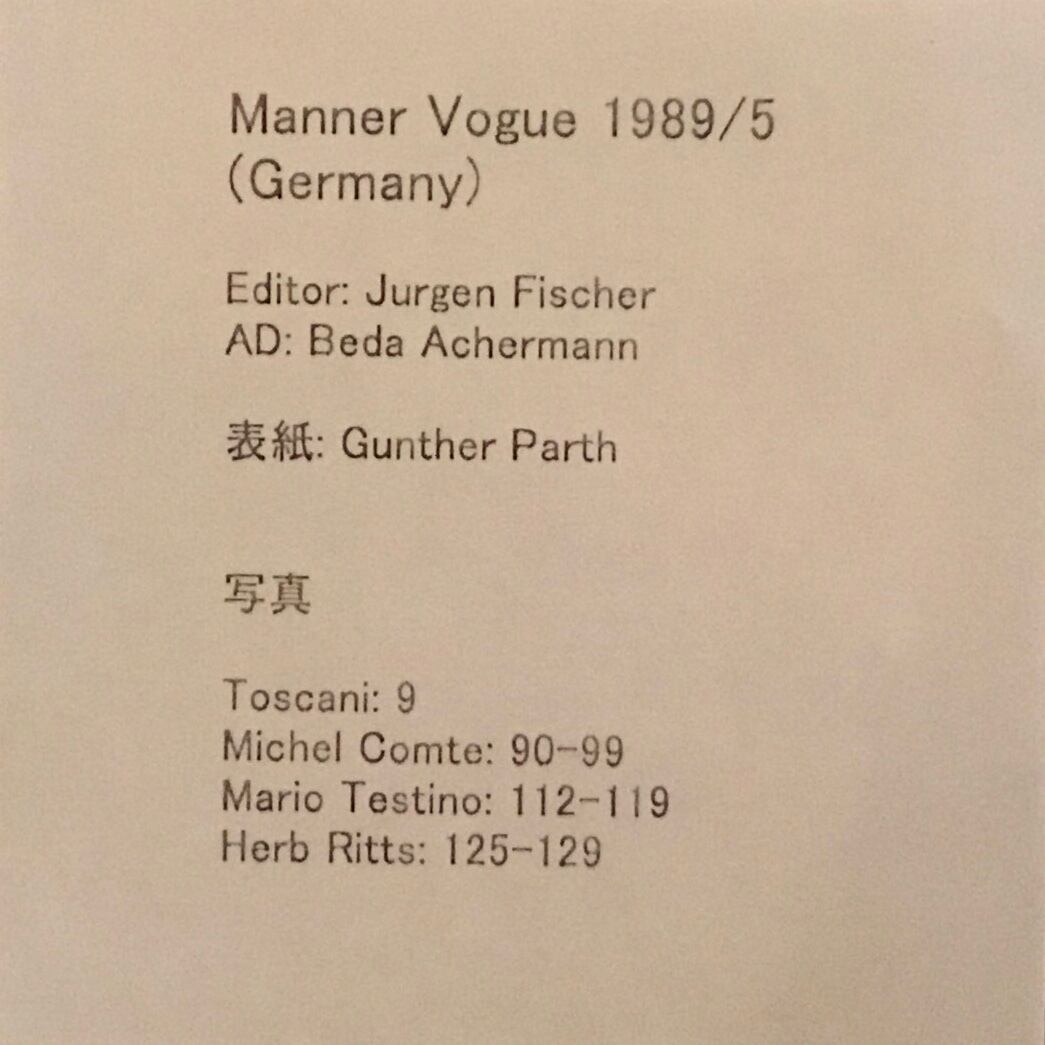 Manner Vogue 1989/5
(Germany)
Editor: Jurgen Fischer
AD: Beda Achermann
表紙: Gunther Parth
写真
Toscani: 9
Michel Comte: 90-99
Mario Testino: 112-119
Herb Ritts: 125-129